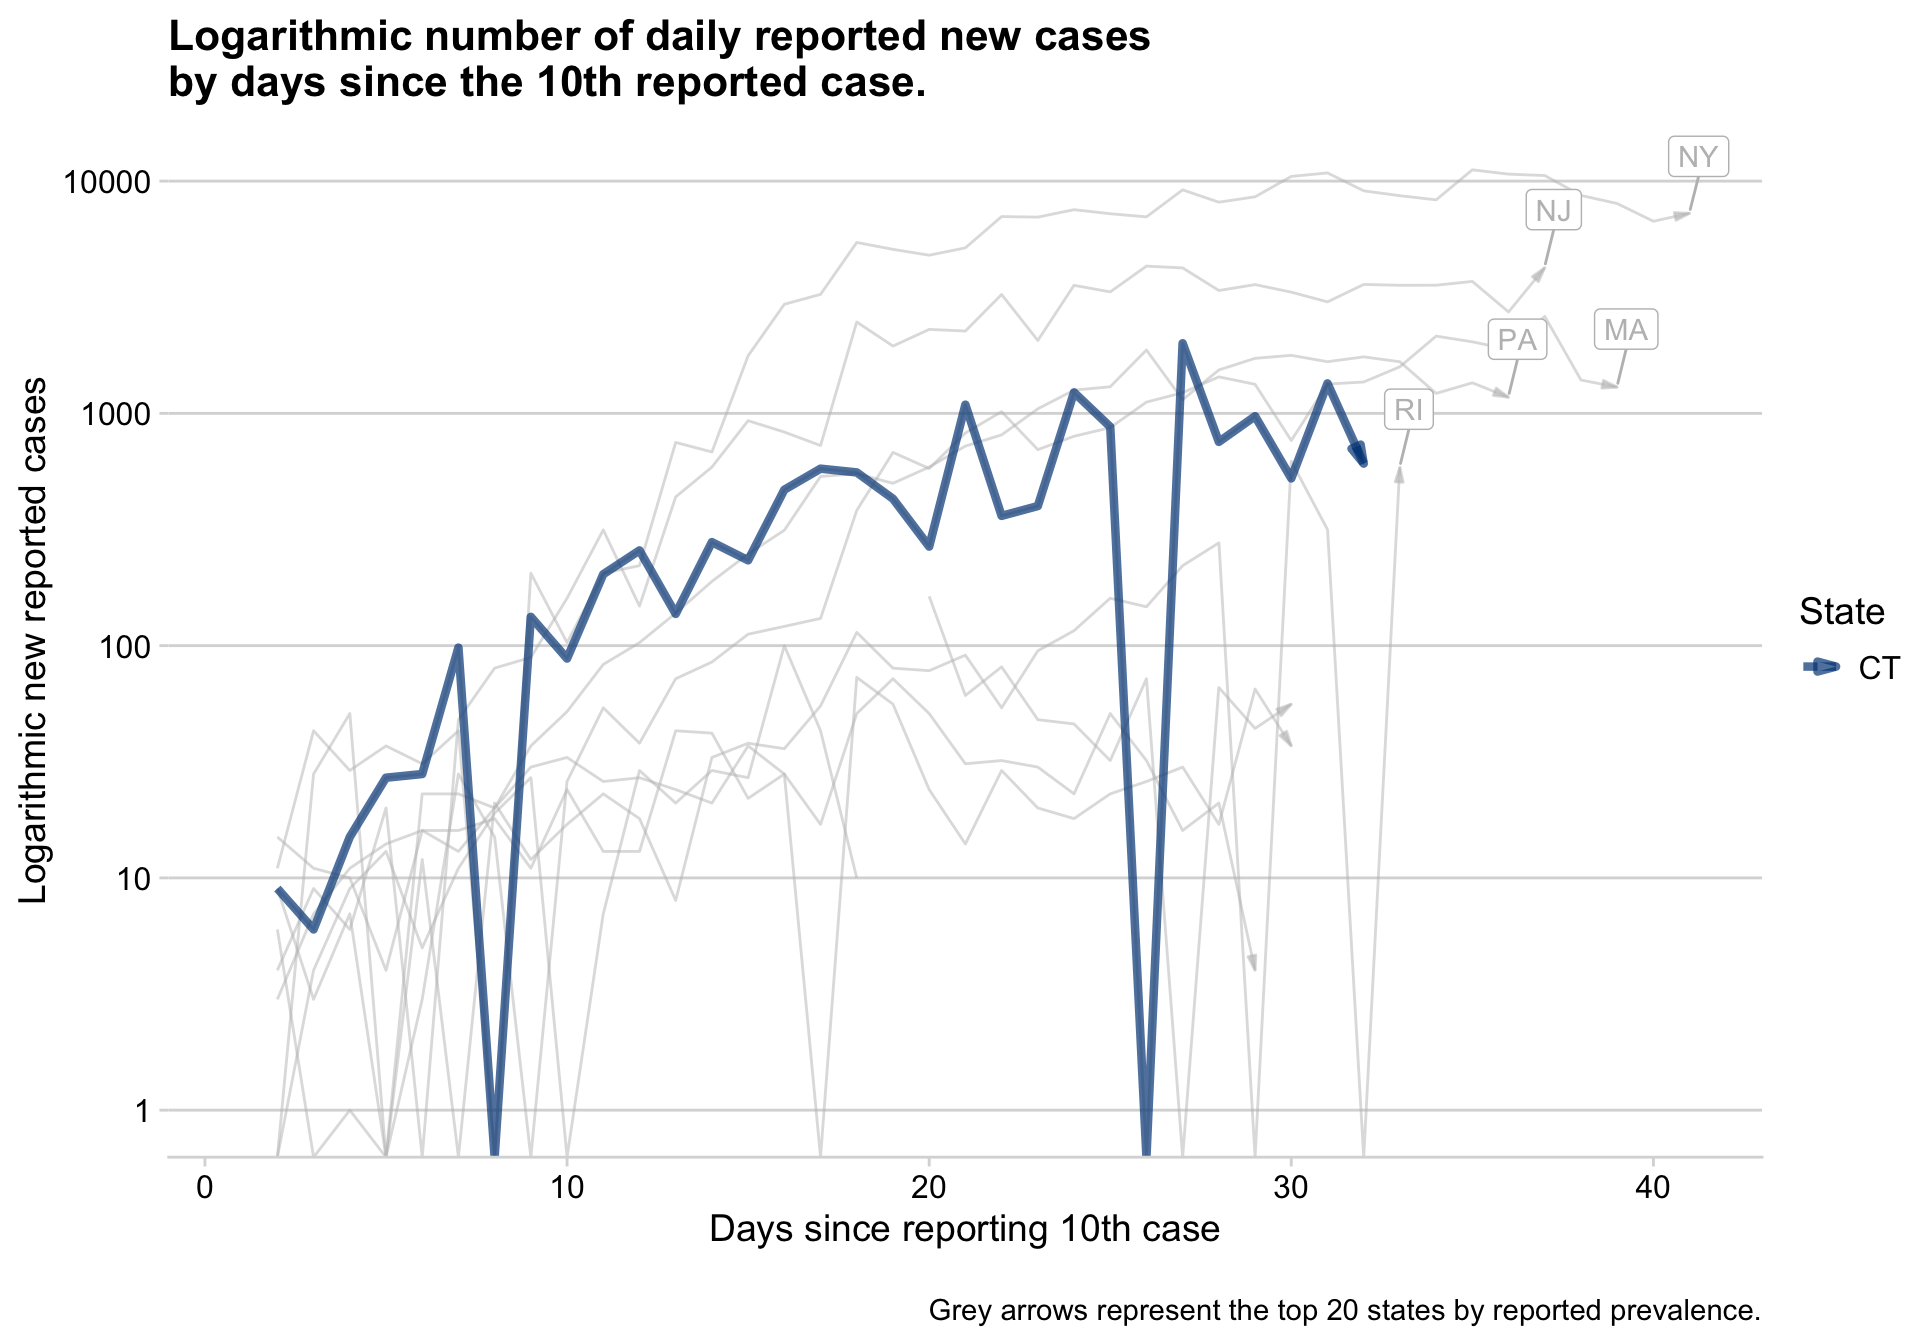 Logarithmic number of daily reported new cases
by days since the 10th reported case.
Logarithmic new reported cases
10000
1000
100
10
1
NY
NJ
MA
PA
RI
State
CT
0 10 20 30 40
Days since reporting 10th case
Grey arrows represent the top 20 states by reported prevalence.